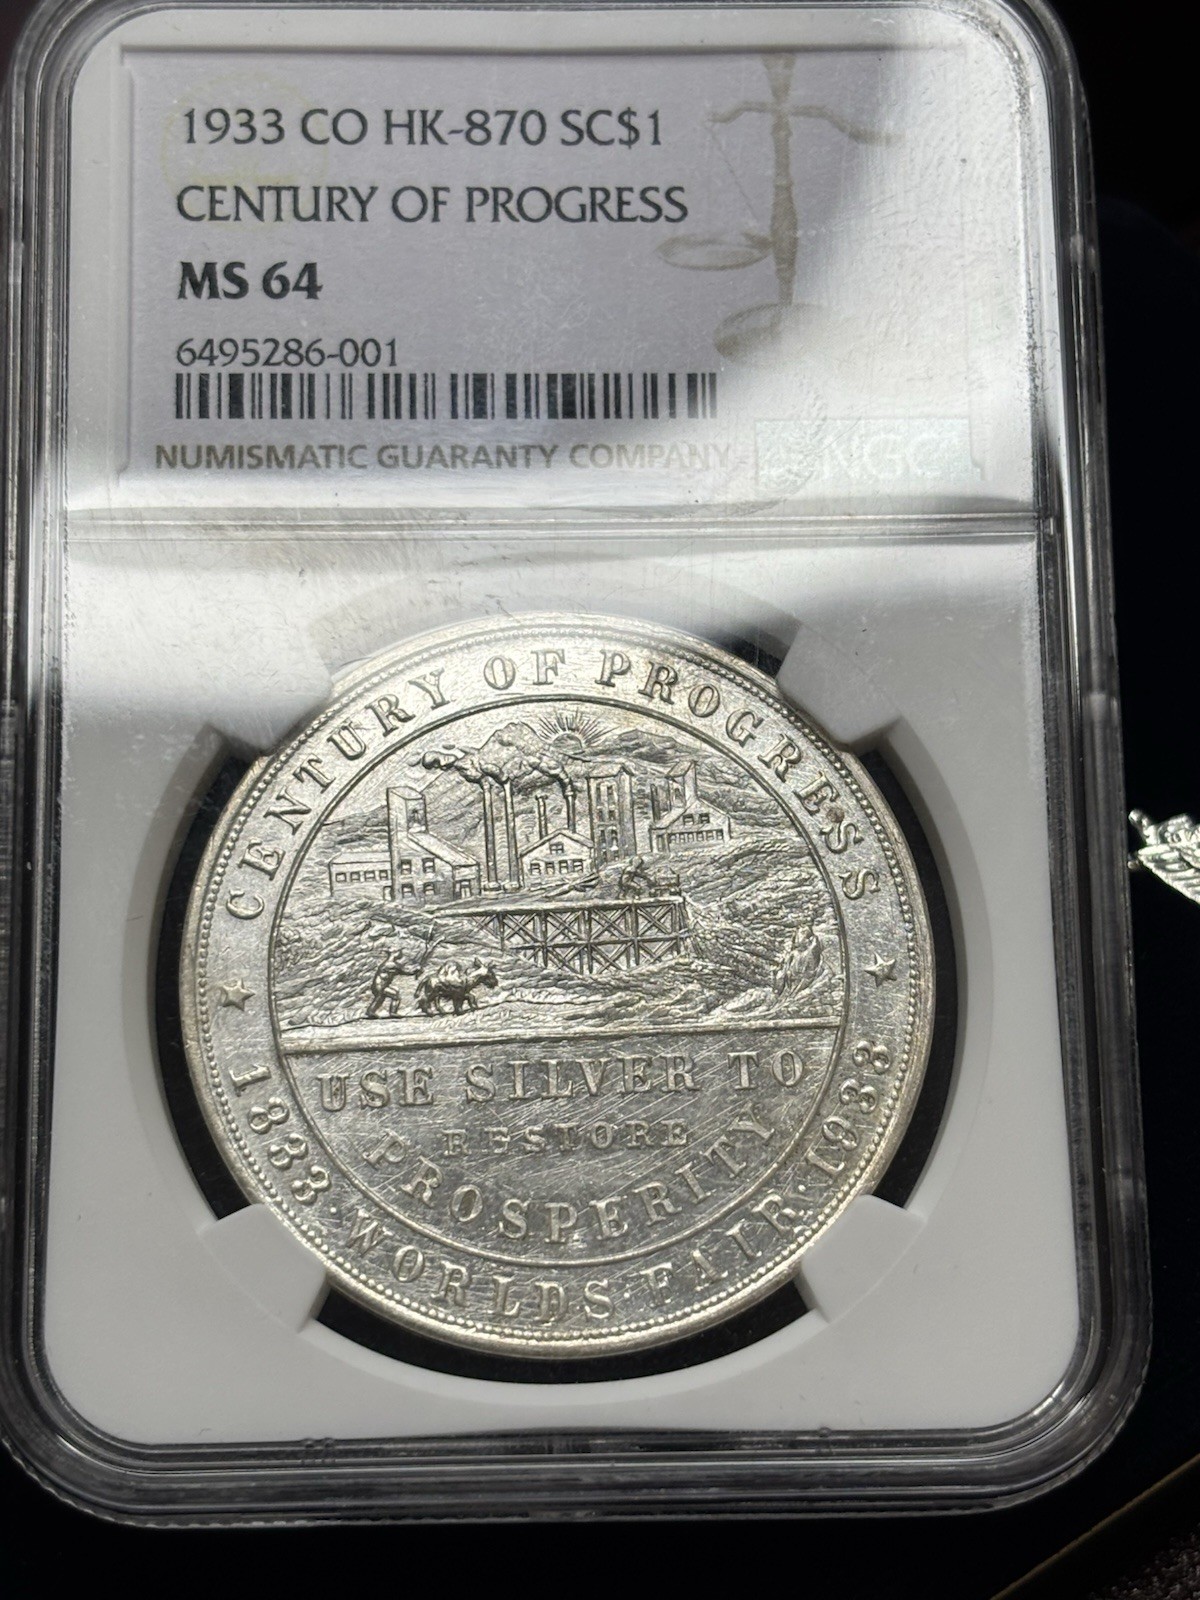 1933 CO HK-870 SC$1
CENTURY OF PROGRESS
MS 64
6495286-001
NUMISMATIC GUARANTY COMPANY
NGC
CENTURY OF PROGRESS
USE SILVER TO
RESTORE
PROSPERITY
1833 · WORLDS · FAIR · 1933